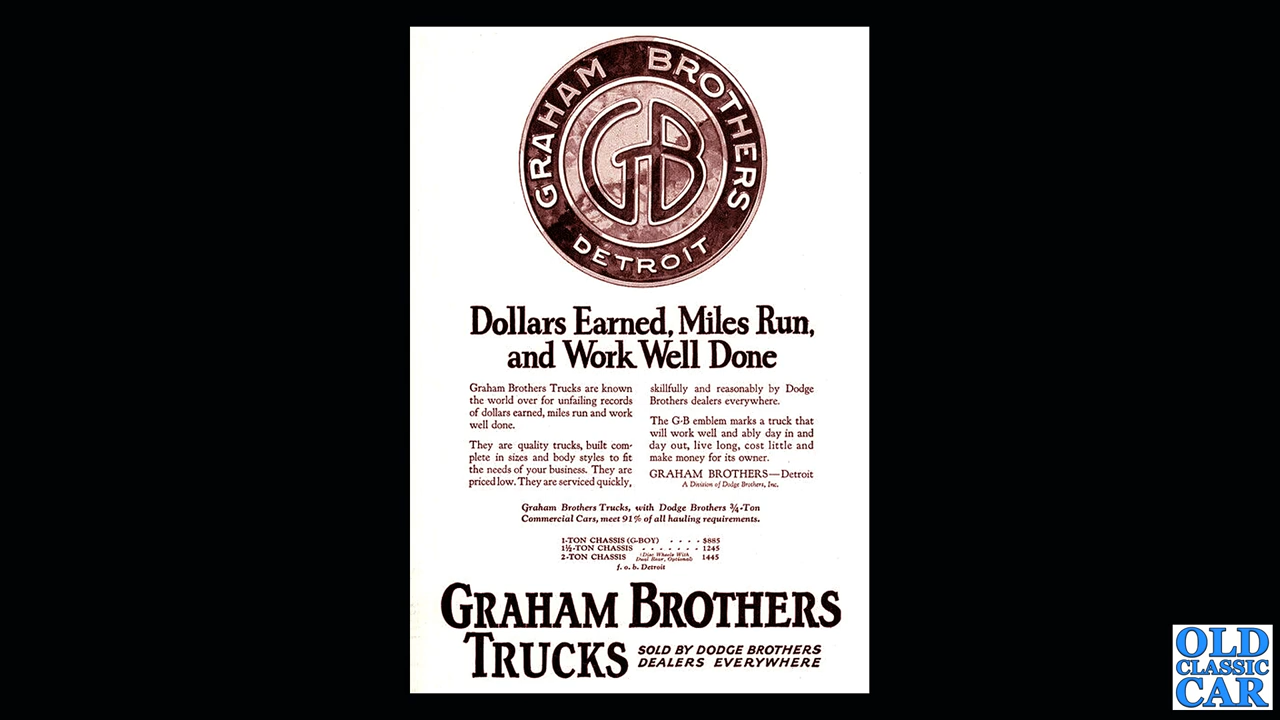 GRAHAM BROTHERS
GB
DETROIT
Dollars Earned, Miles Run,
and Work Well Done
Graham Brothers Trucks are known
the world over for unfailing records
of dollars earned, miles run and work
well done.
They are quality trucks, built com-
plete in sizes and body styles to fit
the needs of your business. They are
priced low. They are serviced quickly,
skillfully and reasonably by Dodge
Brothers dealers everywhere.
The G-B emblem marks a truck that
will work well and ably day in and
day out, live long, cost little and
make money for its owner.
GRAHAM BROTHERS—Detroit
A Division of Dodge Brothers, Inc.
Graham Brothers Trucks, with Dodge Brothers ¾-Ton
Commercial Cars, meet 91% of all hauling requirements.
1-TON CHASSIS (G-BOY) - - - - $885
1½-TON CHASSIS - - - - - - - 1245
2-TON CHASSIS (Disc Wheels With Dual Rear, Optional) 1445
f. o. b. Detroit
GRAHAM BROTHERS
TRUCKS
SOLD BY DODGE BROTHERS
DEALERS EVERYWHERE
OLD
CLASSIC
CAR